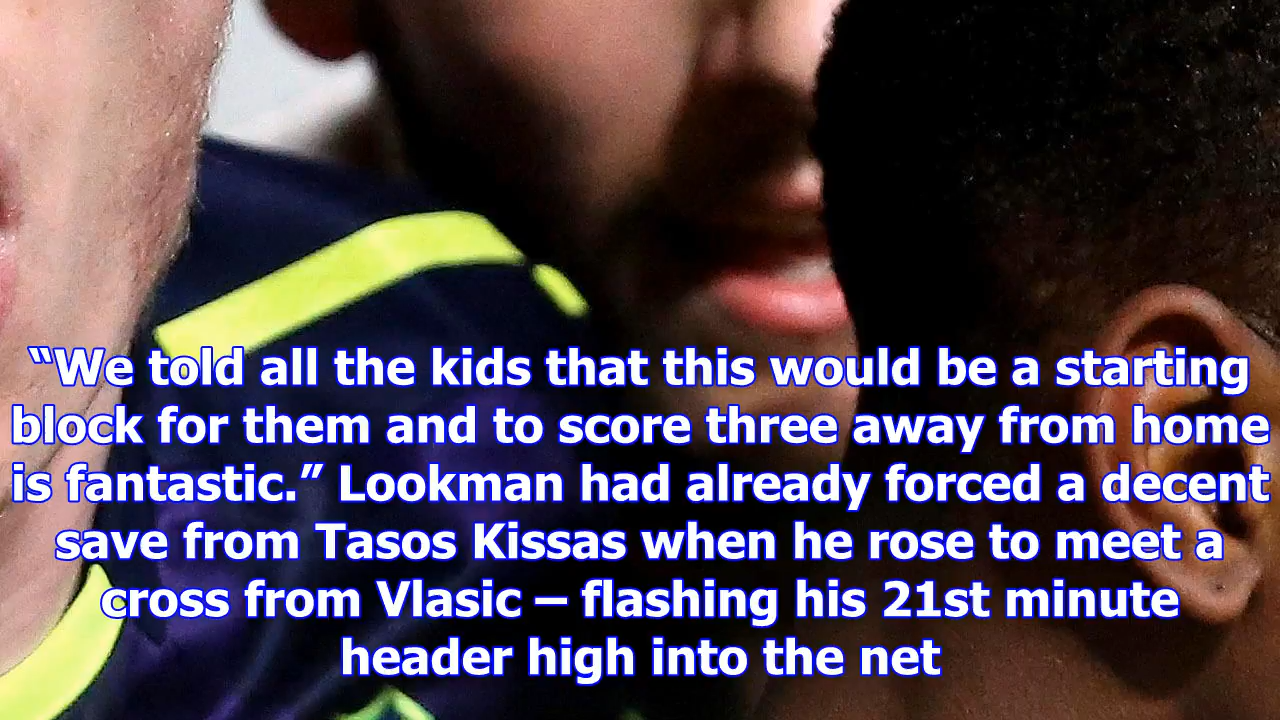 “We told all the kids that this would be a starting
block for them and to score three away from home
is fantastic.” Lookman had already forced a decent
save from Tasos Kissas when he rose to meet a
cross from Vlasic – flashing his 21st minute
header high into the net